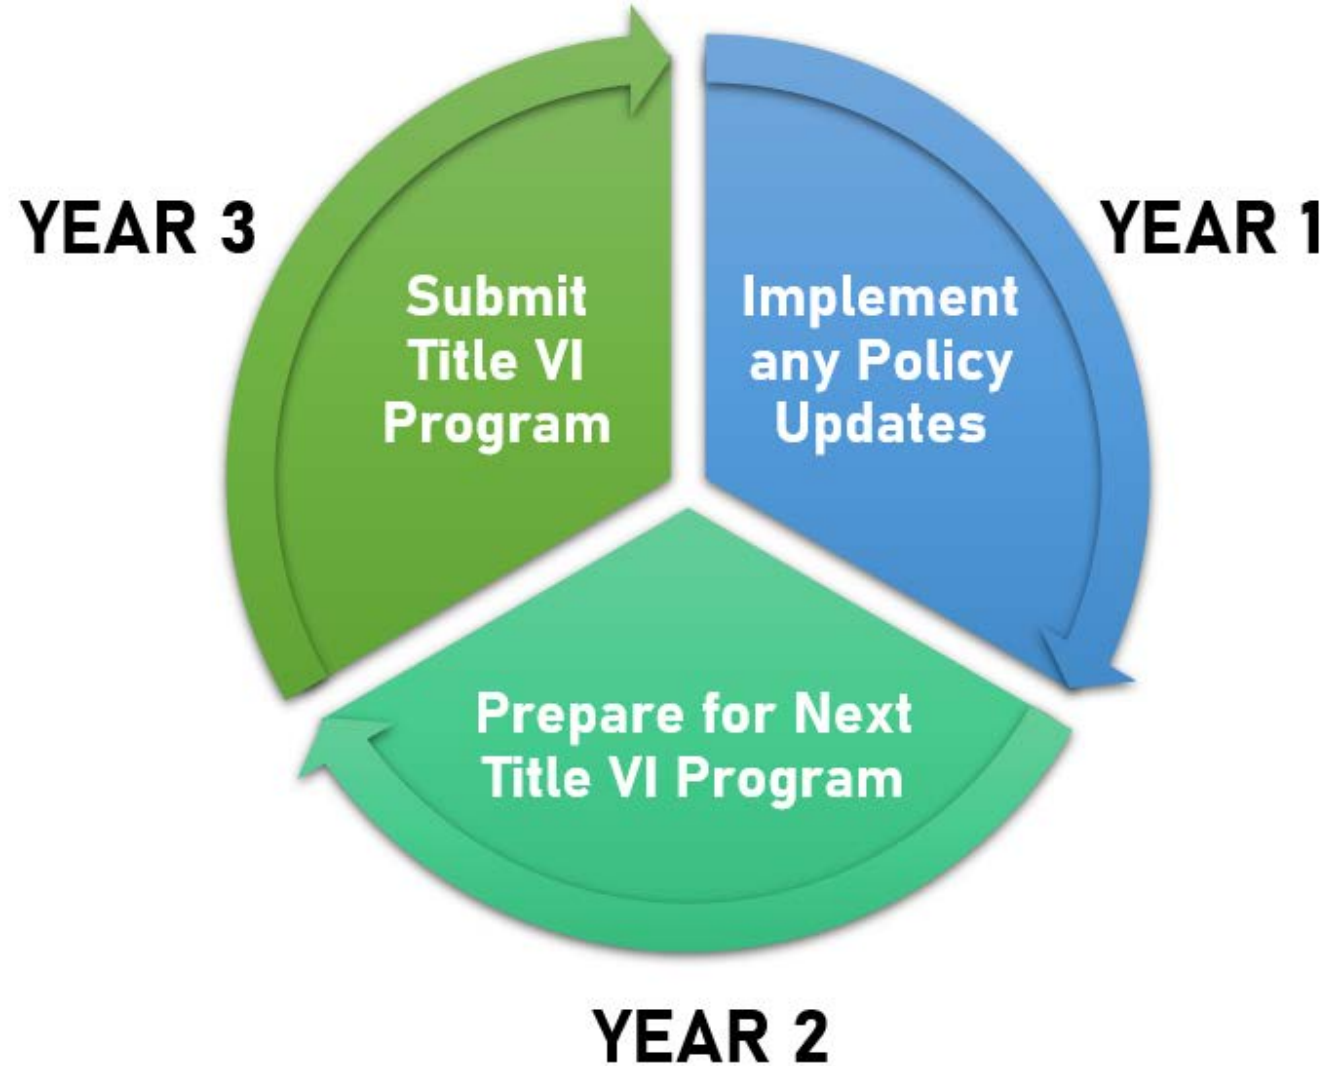 YEAR 1
Implement
any Policy
Updates
YEAR 2
Prepare for Next
Title VI Program
YEAR 3
Submit
Title VI
Program